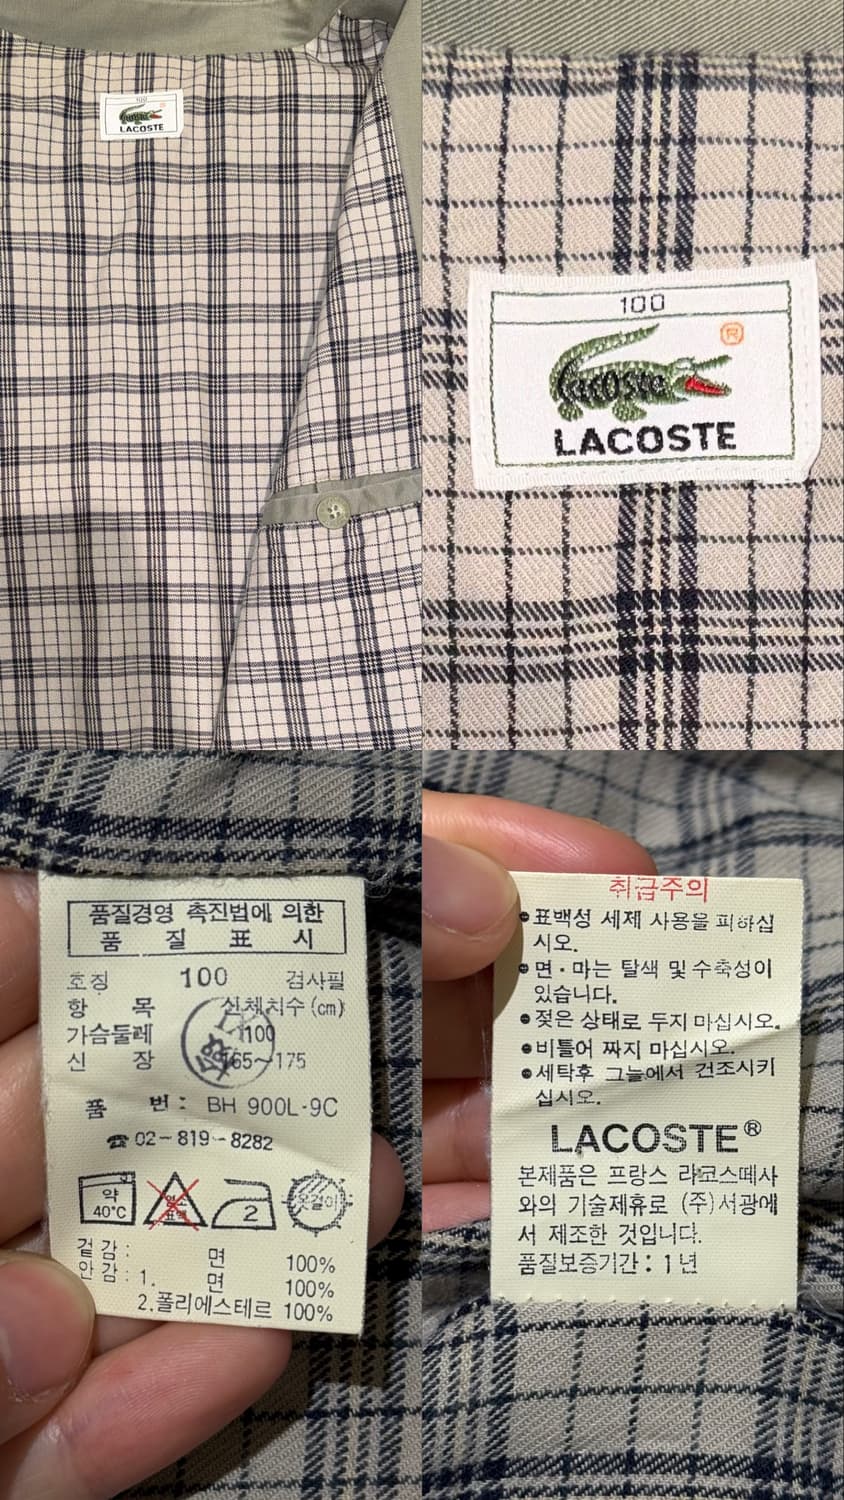 100
LACOSTE
100
®
Lacoste
LACOSTE
품질경영 촉진법에 의한
품 질 표 시
호칭 100 검사필
항 목 신체치수(cm)
가슴둘레 100
신 장 165~175
품 번: BH 900L-9C
☎ 02-819-8282
약 40°C
염소 표백
2
옷걸이
겉감: 면 100%
안감: 1. 면 100%
2.폴리에스테르 100%
취급주의
표백성 세제 사용을 피하십
시오.
면·마는 탈색 및 수축성이
있습니다.
젖은 상태로 두지 마십시오.
비틀어 짜지 마십시오.
세탁후 그늘에서 건조시키
십시오.
LACOSTE®
본제품은 프랑스 라코스떼사
와의 기술제휴로 (주)서광에
서 제조한 것입니다.
품질보증기간: 1년